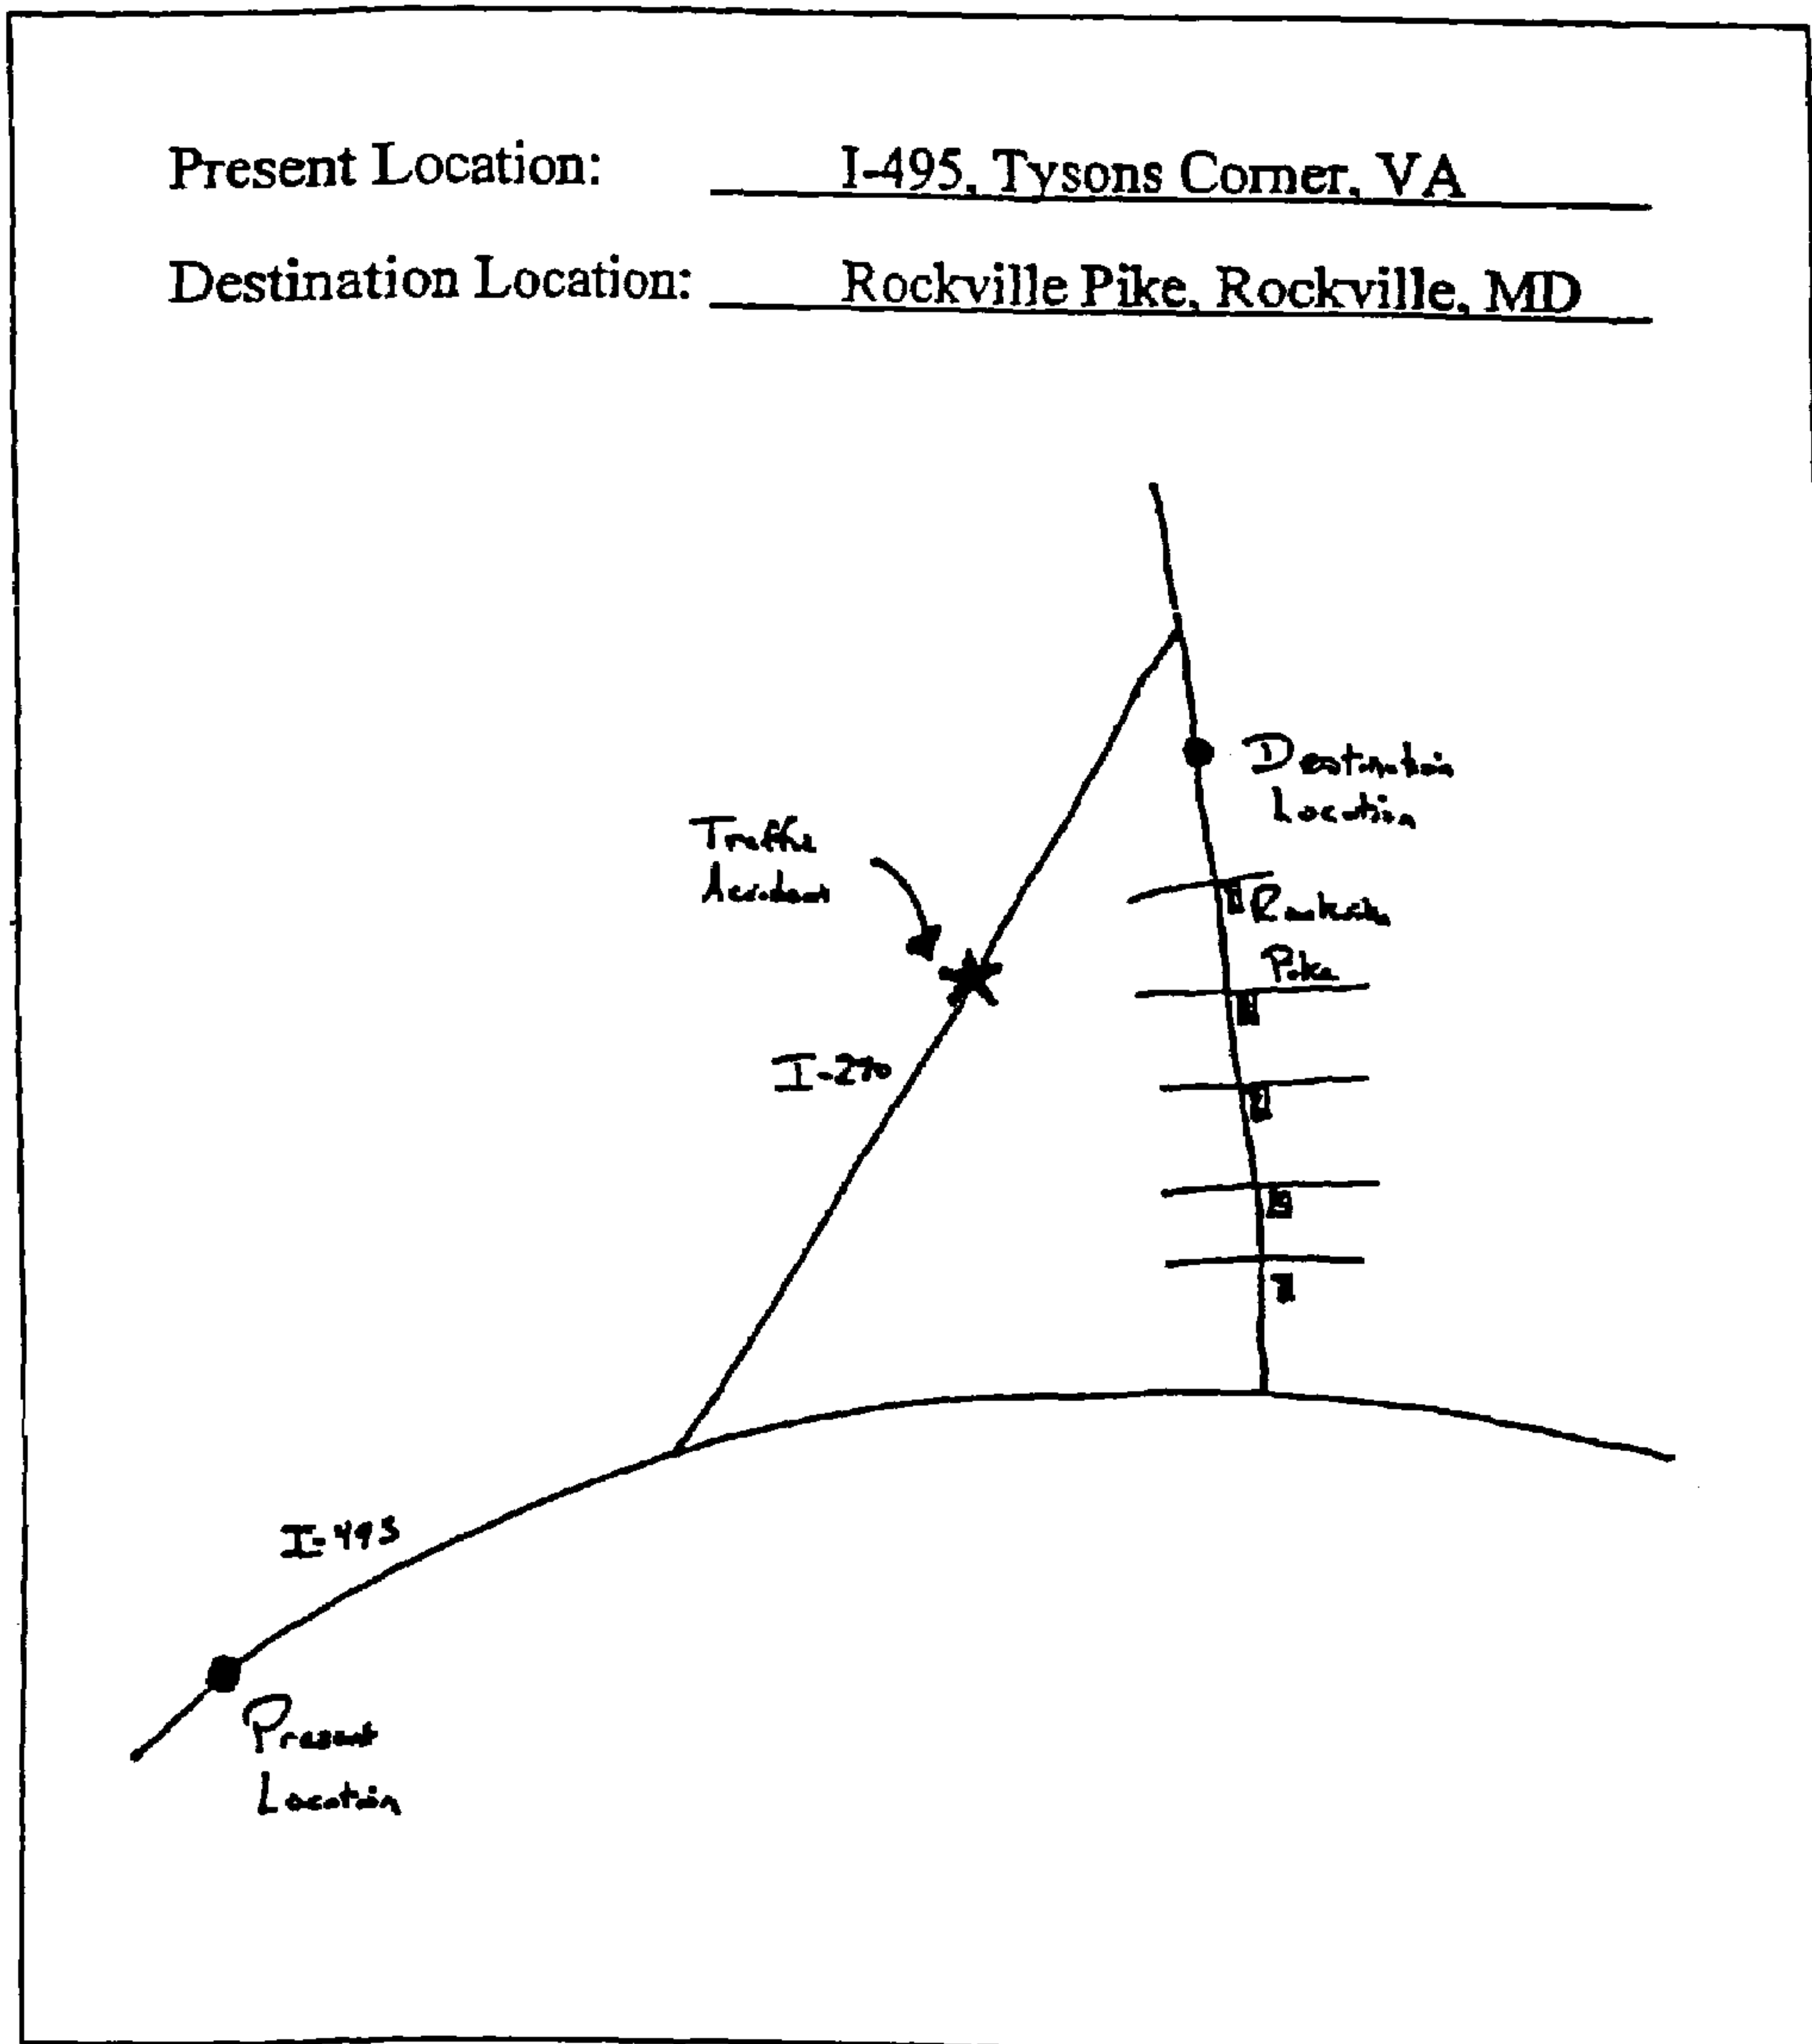 Present Location: I-495, Tysons Corner, VA
Destination Location: Rockville Pike, Rockville, MD
Destination
Location
Traffic
Accident
Rockville
Pike
I-270
I-495
Present
Location